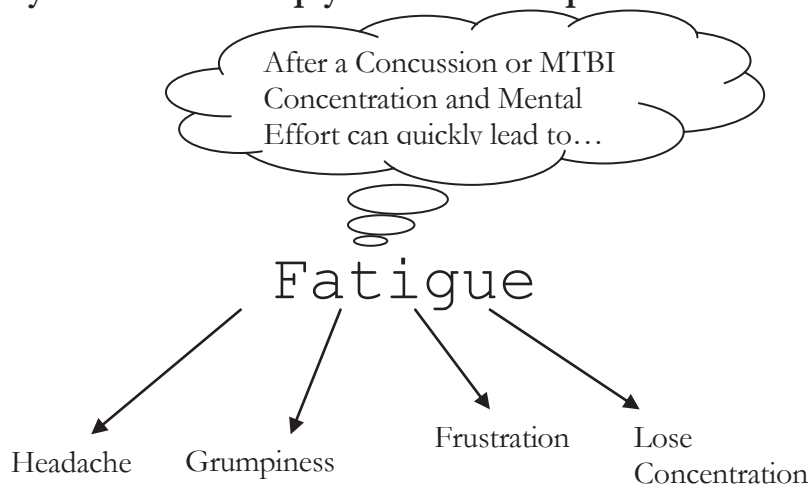 After a Concussion or MTBI
Concentration and Mental
Effort can quickly lead to…
Fatigue
Headache
Grumpiness
Frustration
Lose
Concentration